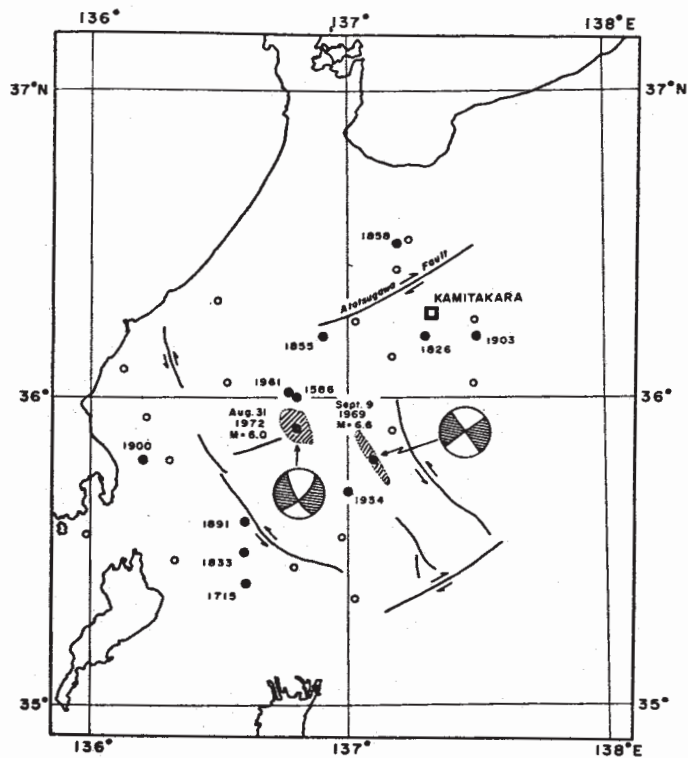 136°
137°
138°E
37°N
37°N
1858
Atotsugawa Fault
KAMITAKARA
1855
1826
1903
1961
1586
36°
36°
Aug. 31
1972
M=6.0
Sept. 9
1969
M=6.6
1900
1934
1891
1833
1715
35°
35°
136°
137°
138°E